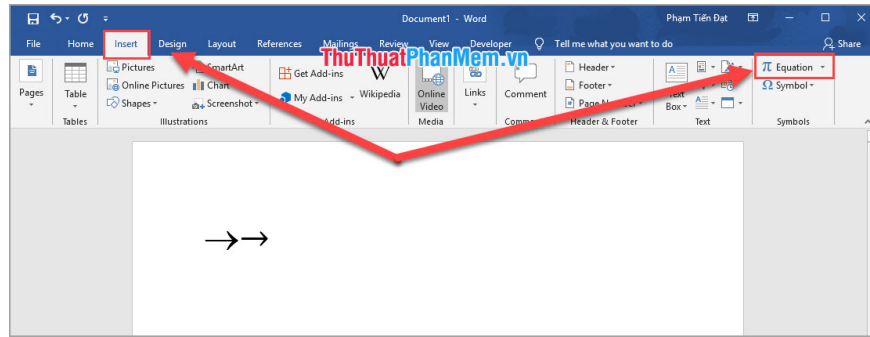 Document1 - Word
Phạm Tiến Đạt
File Home Insert Design Layout References Mailings Review View Developer Tell me what you want to do Share
ThuThuatPhanMem.vn
Pictures SmartArt Get Add-ins Header Equation
Pages Table Online Pictures Chart My Add-ins Wikipedia Online Video Links Comment Footer Text Box Symbol
Shapes Screenshot Page Number
Tables Illustrations Add-ins Media Header & Footer Text Symbols
→→